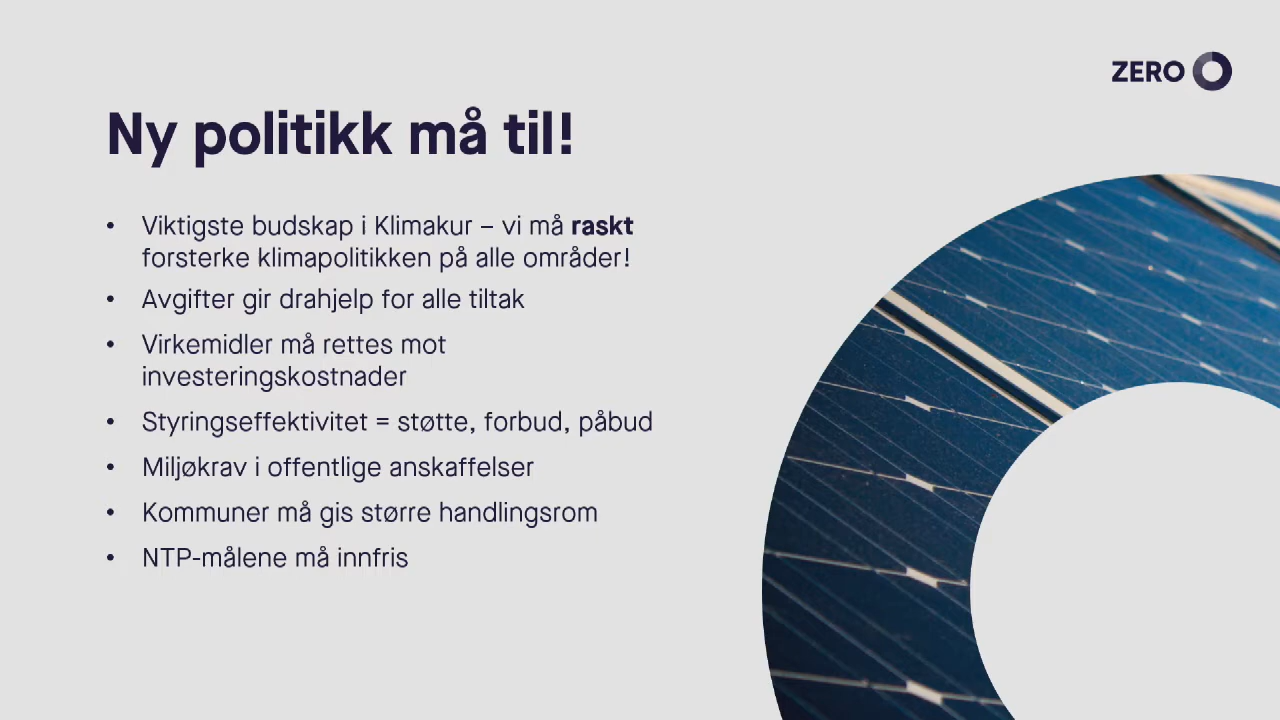 ZERO
Ny politikk må til!
• Viktigste budskap i Klimakur – vi må raskt
forsterke klimapolitikken på alle områder!
• Avgifter gir drahjelp for alle tiltak
• Virkemidler må rettes mot
investeringskostnader
• Styringseffektivitet = støtte, forbud, påbud
• Miljøkrav i offentlige anskaffelser
• Kommuner må gis større handlingsrom
• NTP-målene må innfris